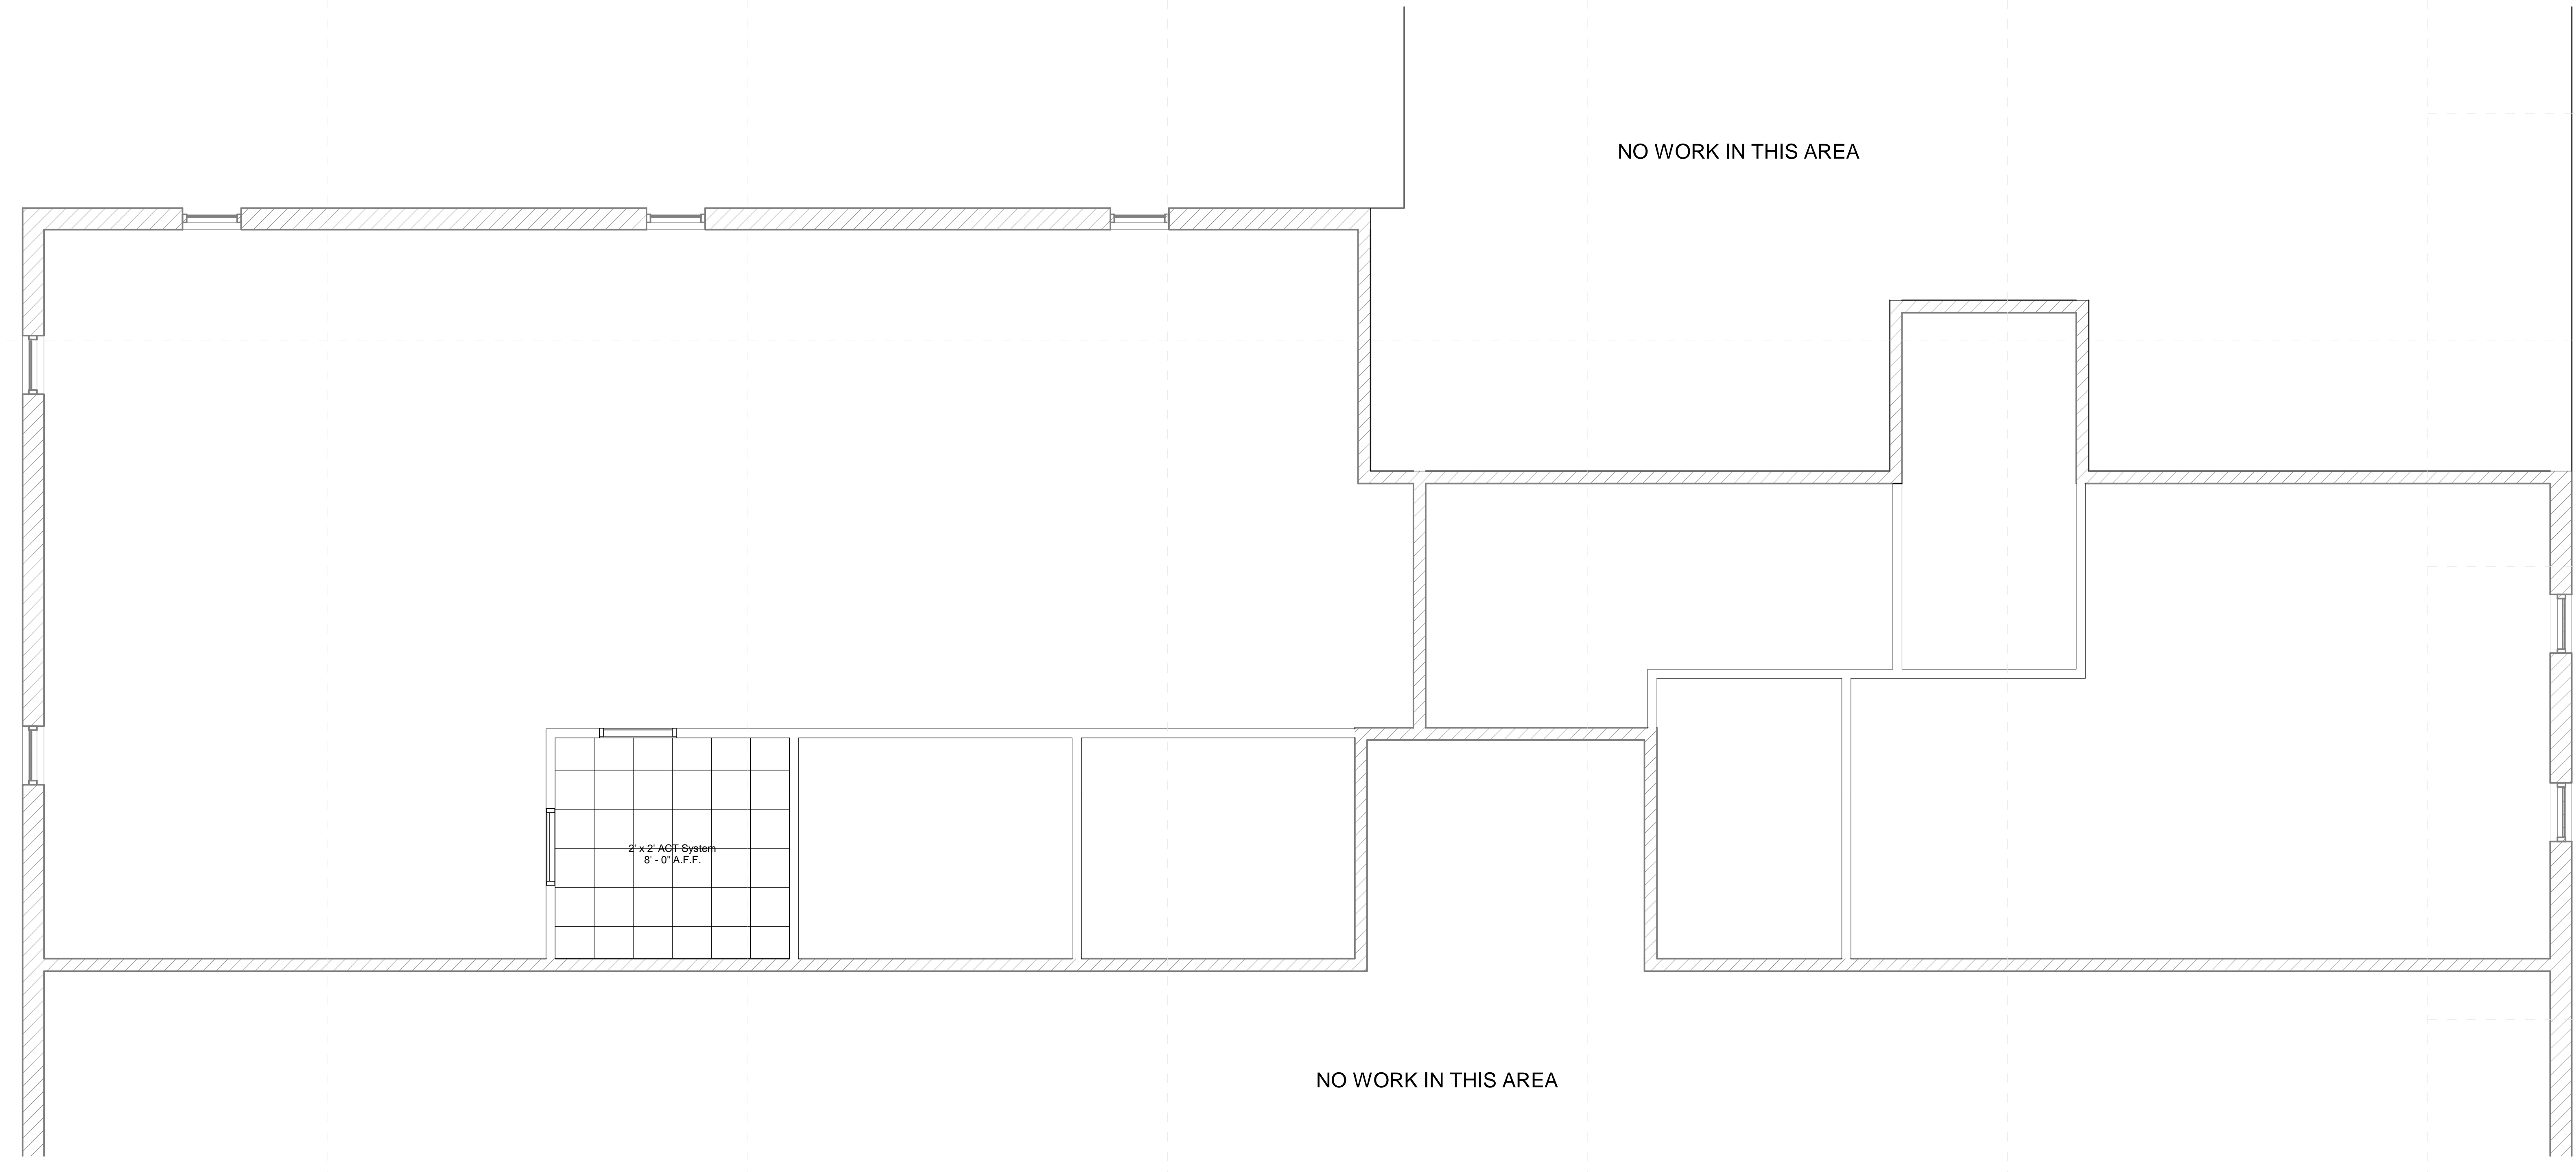 NO WORK IN THIS AREA
2' x 2' ACT System
8' - 0" A.F.F.
NO WORK IN THIS AREA